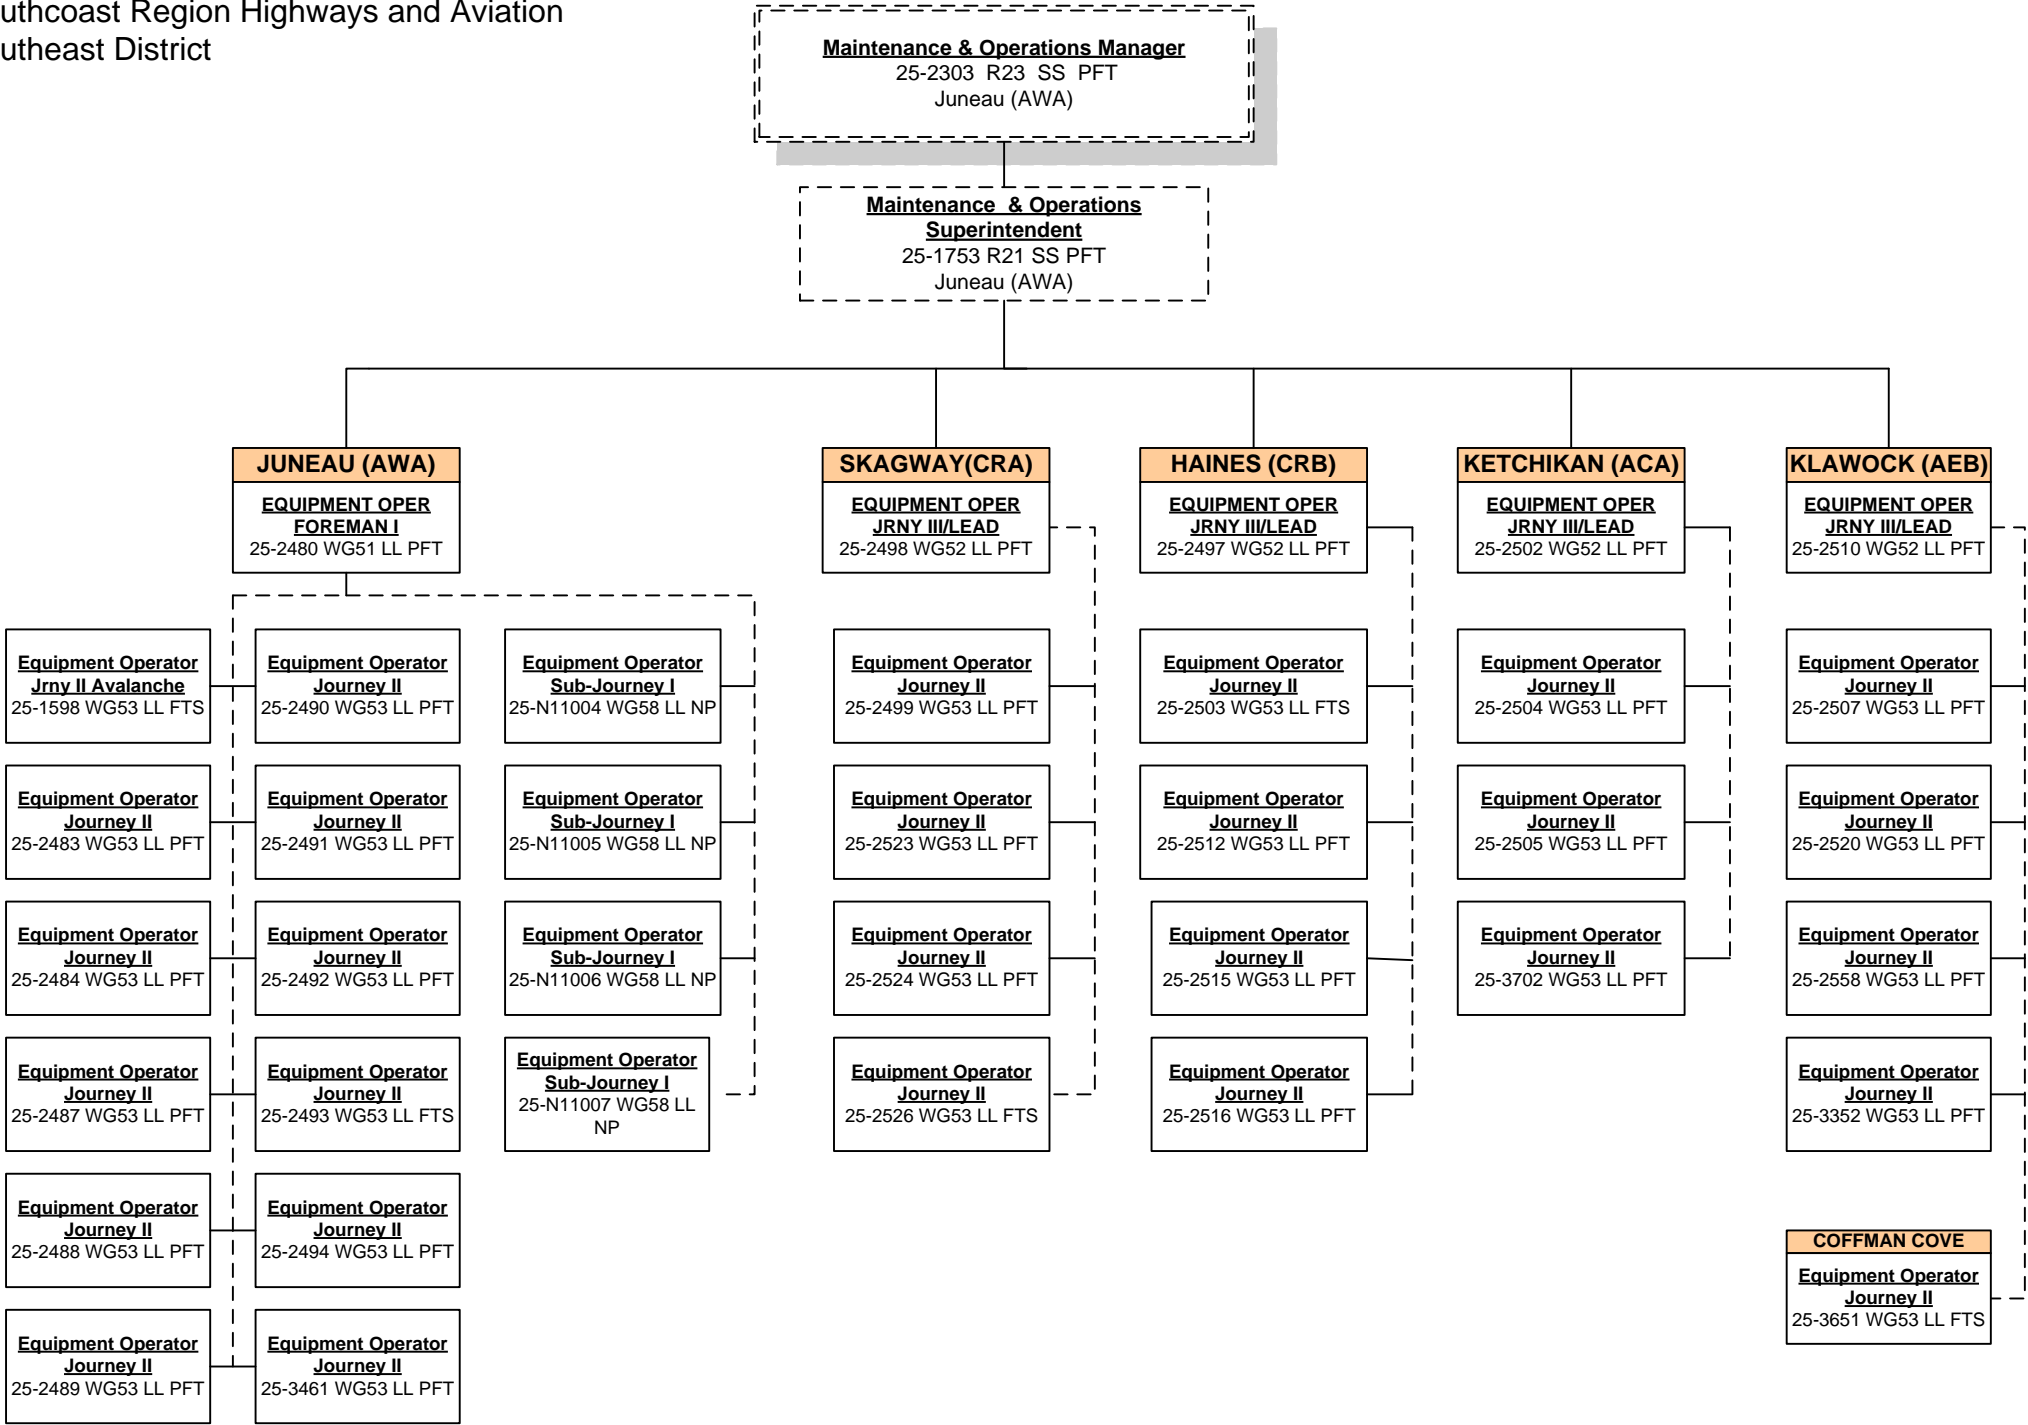 uthcoast Region Highways and Aviation
utheast District
Maintenance & Operations Manager
25-2303 R23 SS PFT
Juneau (AWA)
Maintenance & Operations
Superintendent
25-1753 R21 SS PFT
Juneau (AWA)
JUNEAU (AWA)
EQUIPMENT OPER
FOREMAN I
25-2480 WG51 LL PFT
Equipment Operator
Jrny II Avalanche
25-1598 WG53 LL FTS
Equipment Operator
Journey II
25-2483 WG53 LL PFT
Equipment Operator
Journey II
25-2484 WG53 LL PFT
Equipment Operator
Journey II
25-2487 WG53 LL PFT
Equipment Operator
Journey II
25-2488 WG53 LL PFT
Equipment Operator
Journey II
25-2489 WG53 LL PFT
Equipment Operator
Journey II
25-2490 WG53 LL PFT
Equipment Operator
Journey II
25-2491 WG53 LL PFT
Equipment Operator
Journey II
25-2492 WG53 LL PFT
Equipment Operator
Journey II
25-2493 WG53 LL FTS
Equipment Operator
Journey II
25-2494 WG53 LL PFT
Equipment Operator
Journey II
25-3461 WG53 LL PFT
Equipment Operator
Sub-Journey I
25-N11004 WG58 LL NP
Equipment Operator
Sub-Journey I
25-N11005 WG58 LL NP
Equipment Operator
Sub-Journey I
25-N11006 WG58 LL NP
Equipment Operator
Sub-Journey I
25-N11007 WG58 LL
NP
SKAGWAY(CRA)
EQUIPMENT OPER
JRNY III/LEAD
25-2498 WG52 LL PFT
Equipment Operator
Journey II
25-2499 WG53 LL PFT
Equipment Operator
Journey II
25-2523 WG53 LL PFT
Equipment Operator
Journey II
25-2524 WG53 LL PFT
Equipment Operator
Journey II
25-2526 WG53 LL FTS
HAINES (CRB)
EQUIPMENT OPER
JRNY III/LEAD
25-2497 WG52 LL PFT
Equipment Operator
Journey II
25-2503 WG53 LL FTS
Equipment Operator
Journey II
25-2512 WG53 LL PFT
Equipment Operator
Journey II
25-2515 WG53 LL PFT
Equipment Operator
Journey II
25-2516 WG53 LL PFT
KETCHIKAN (ACA)
EQUIPMENT OPER
JRNY III/LEAD
25-2502 WG52 LL PFT
Equipment Operator
Journey II
25-2504 WG53 LL PFT
Equipment Operator
Journey II
25-2505 WG53 LL PFT
Equipment Operator
Journey II
25-3702 WG53 LL PFT
KLAWOCK (AEB)
EQUIPMENT OPER
JRNY III/LEAD
25-2510 WG52 LL PFT
Equipment Operator
Journey II
25-2507 WG53 LL PFT
Equipment Operator
Journey II
25-2520 WG53 LL PFT
Equipment Operator
Journey II
25-2558 WG53 LL PFT
Equipment Operator
Journey II
25-3352 WG53 LL PFT
COFFMAN COVE
Equipment Operator
Journey II
25-3651 WG53 LL FTS